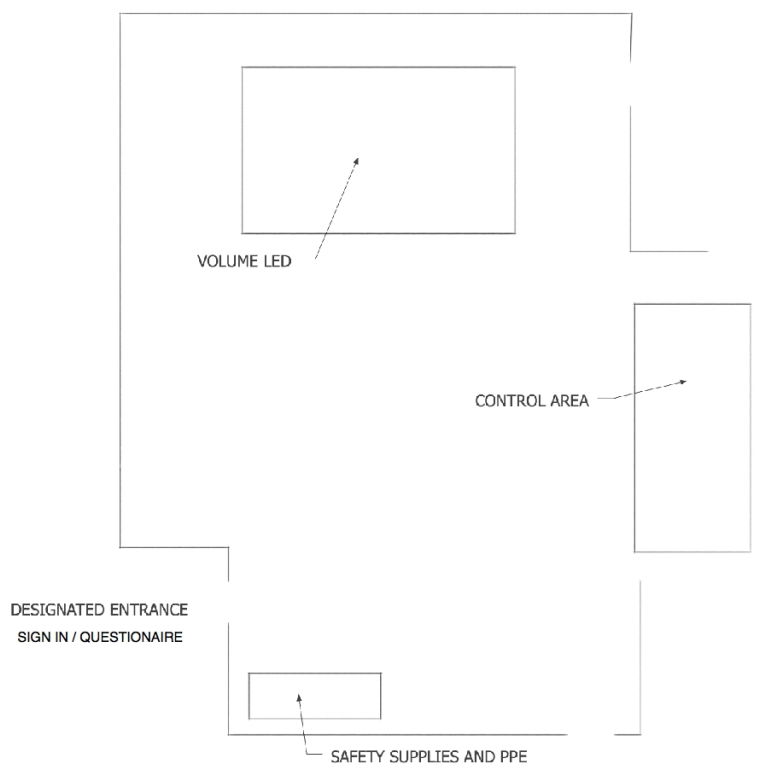 VOLUME LED
CONTROL AREA
DESIGNATED ENTRANCE
SIGN IN / QUESTIONAIRE
SAFETY SUPPLIES AND PPE